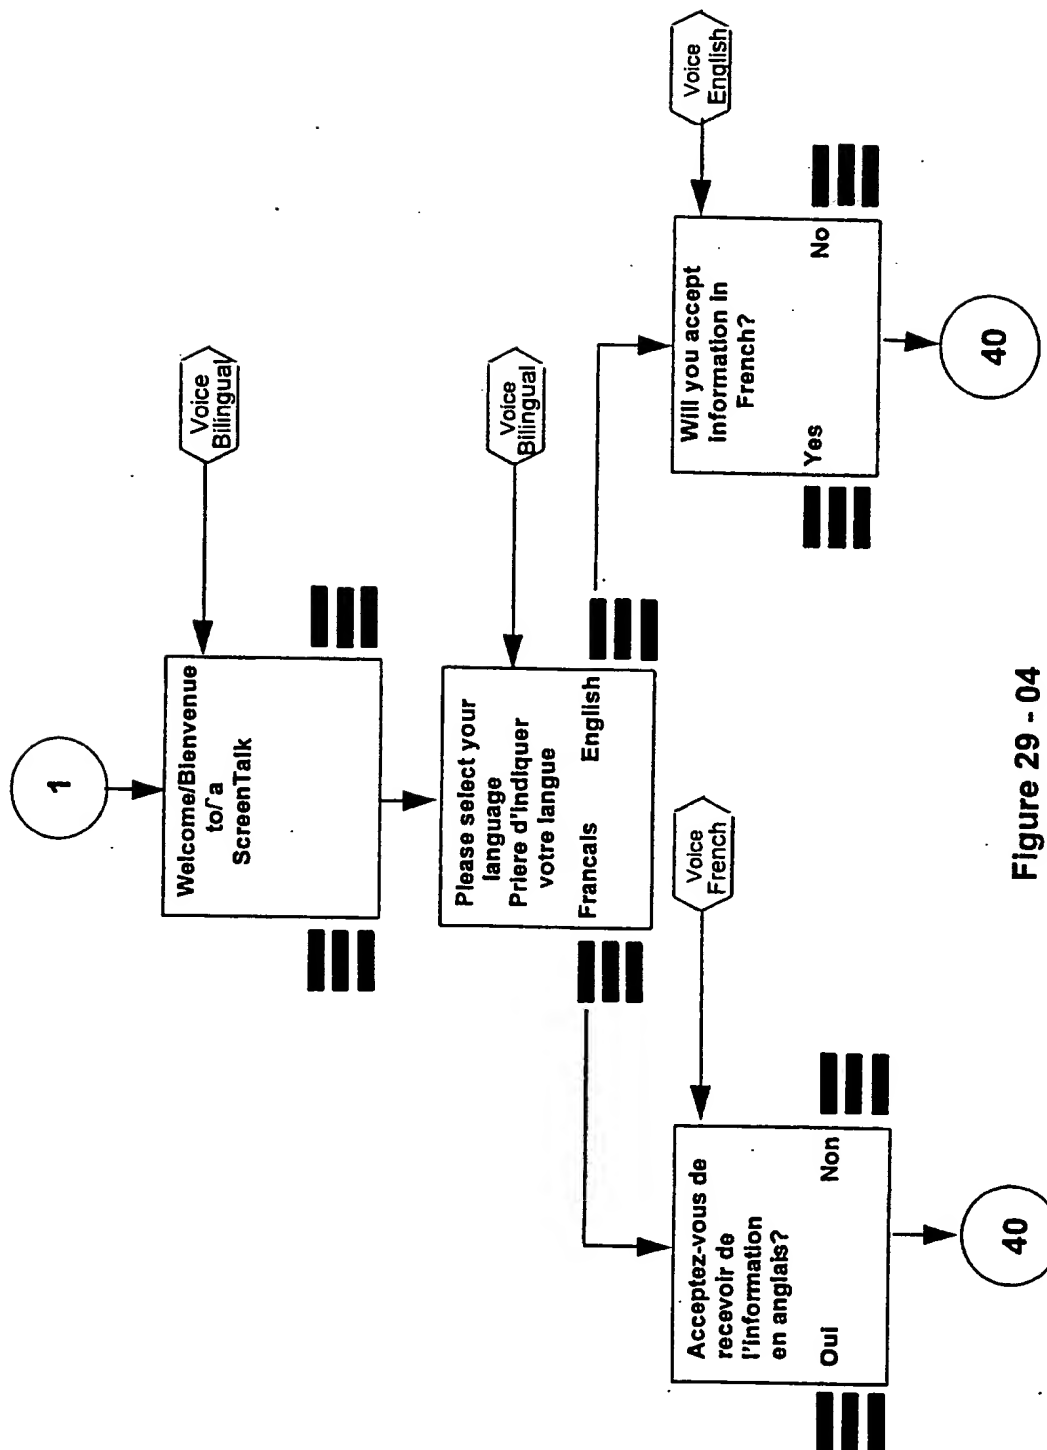 1
Welcome/Bienvenue
to/`a
ScreenTalk
Voice
Bilingual
Please select your
language
Priere d'indiquer
votre langue
Francais English
Voice
Bilingual
Acceptez-vous de
recevoir de
l'information
en anglais?
Oui Non
Voice
French
Will you accept
information in
French?
Yes No
Voice
English
40
40
Figure 29 - 04